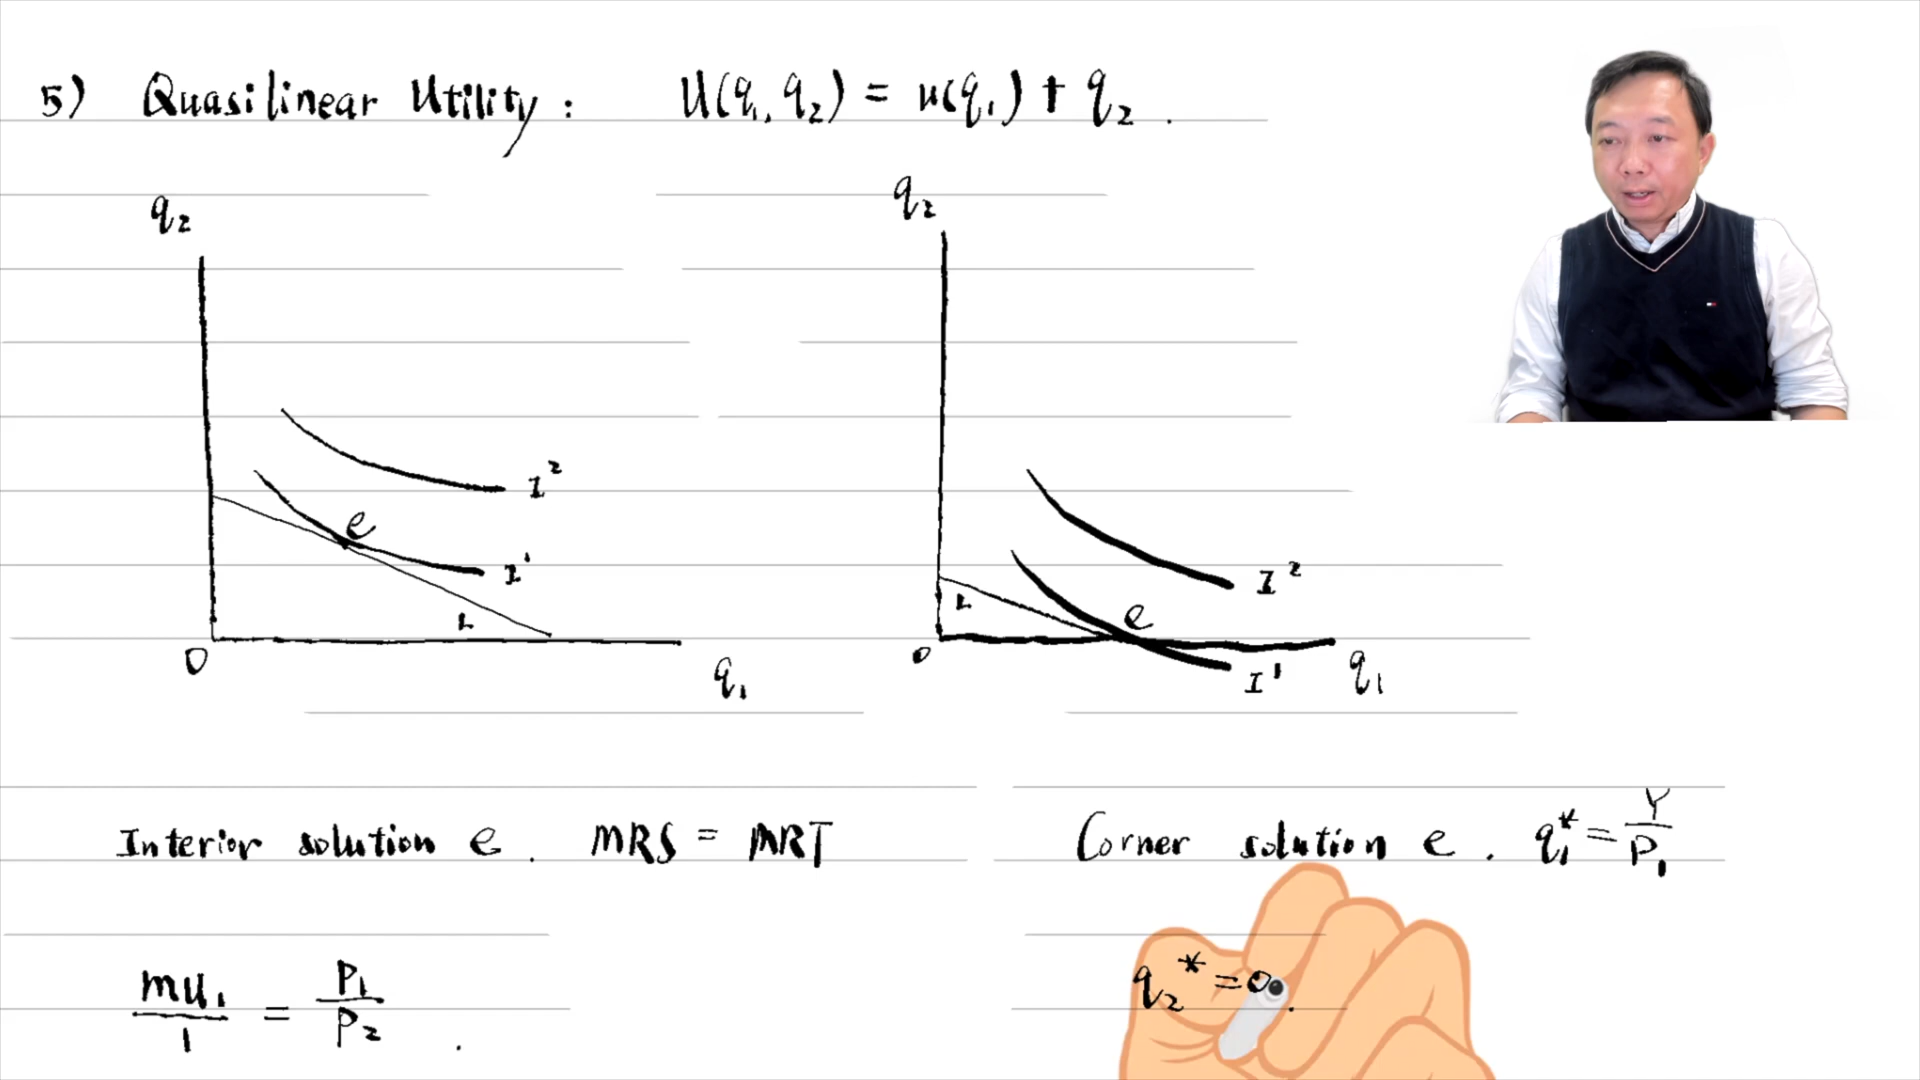 5) Quasilinear Utility: U(q₁, q₂) = u(q₁) + q₂.
q₂
I²
e
I¹
L
0
q₁
q₂
I²
L
e
I¹
0
q₁
Interior solution e. MRS = MRT
MU₁/1 = P₁/P₂.
Corner solution e. q₁* = Y/P₁
q₂* = 0.